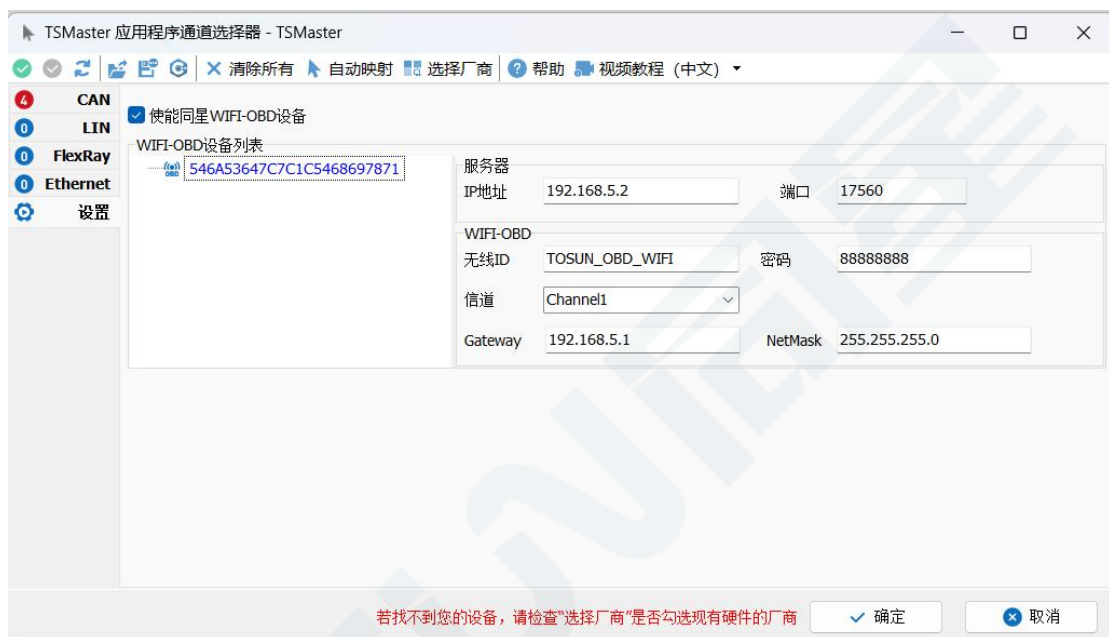 TSMaster 应用程序通道选择器 - TSMaster
清除所有 自动映射 选择厂商 帮助 视频教程 (中文)
4 CAN
0 LIN
0 FlexRay
0 Ethernet
设置
使能同星WIFI-OBD设备
WIFI-OBD设备列表
OBD 546A53647C7C1C5468697871
服务器
IP地址 192.168.5.2 端口 17560
WIFI-OBD
无线ID TOSUN_OBD_WIFI 密码 88888888
信道 Channel1
Gateway 192.168.5.1 NetMask 255.255.255.0
若找不到您的设备，请检查“选择厂商”是否勾选现有硬件的厂商 确定 取消